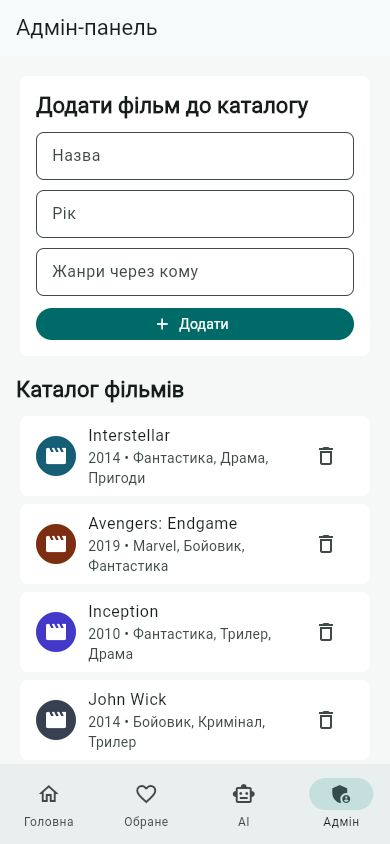 Адмін-панель
Додати фільм до каталогу
Назва
Рік
Жанри через кому
+ Додати
Каталог фільмів
Interstellar
2014 • Фантастика, Драма,
Пригоди
Avengers: Endgame
2019 • Marvel, Бойовик,
Фантастика
Inception
2010 • Фантастика, Трилер,
Драма
John Wick
2014 • Бойовик, Кримінал,
Трилер
Головна
Обране
AI
Адмін